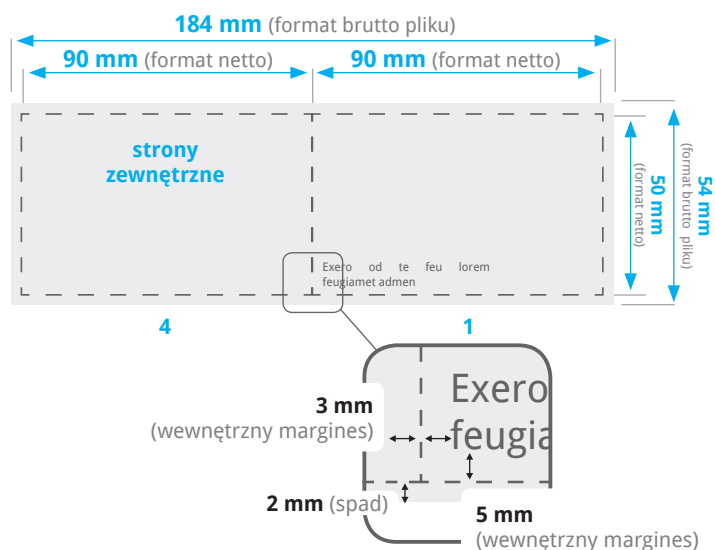 184 mm (format brutto pliku)
90 mm (format netto)
90 mm (format netto)
strony
zewnętrzne
50 mm
(format netto)
54 mm
(format brutto pliku)
Exero od te feu lorem
feugiamet admen
4
1
Exero
feugia
3 mm
(wewnętrzny margines)
2 mm (spad)
5 mm
(wewnętrzny margines)